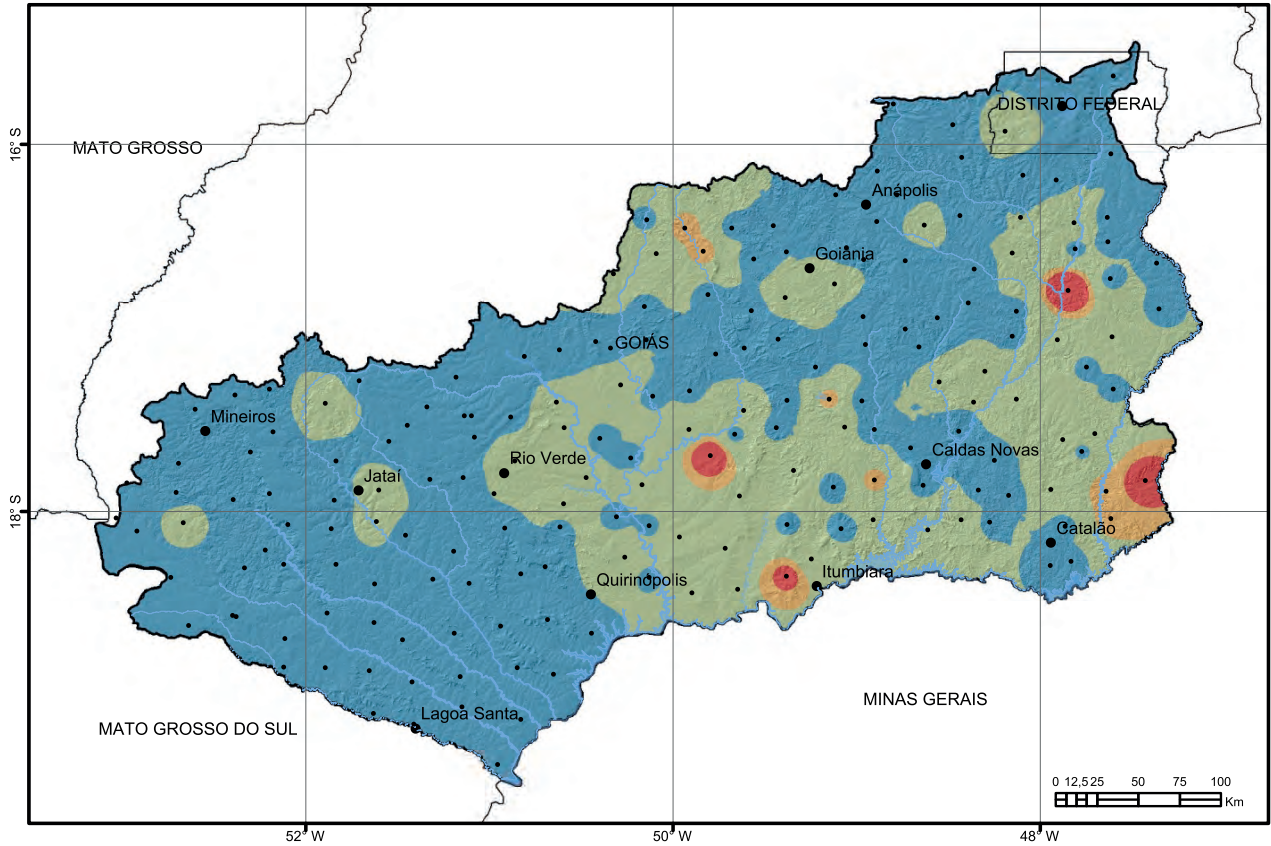 DISTRITO FEDERAL
MATO GROSSO
16° S
Anápolis
Goiânia
GOIÁS
Mineiros
Caldas Novas
Rio Verde
Jataí
18° S
Catalão
Itumbiara
Quirinópolis
MINAS GERAIS
Lagoa Santa
MATO GROSSO DO SUL
0 12,5 25 50 75 100
Km
52° W 50° W 48° W